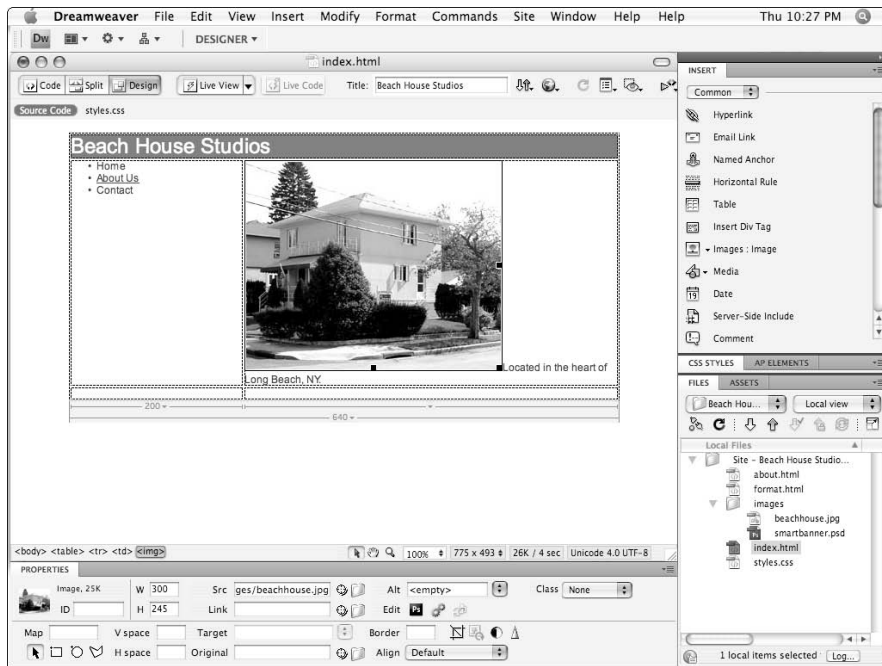 Dreamweaver File Edit View Insert Modify Format Commands Site Window Help Help Thu 10:27 PM
Dw DESIGNER
index.html
Code Split Design Live View Live Code Title: Beach House Studios
Source Code styles.css
Beach House Studios
• Home
• About Us
• Contact
Located in the heart of
Long Beach, NY.
200
640
<body> <table> <tr> <td> <img> 100% 775 x 493 26K / 4 sec Unicode 4.0 UTF-8
PROPERTIES
Image, 25K W 300 Src ges/beachhouse.jpg Alt <empty> Class None
ID H 245 Link Edit Ps
Map V space Target Border
H space Original Align Default
INSERT
Common
Hyperlink
Email Link
Named Anchor
Horizontal Rule
Table
Insert Div Tag
Images : Image
Media
19 Date
Server-Side Include
Comment
CSS STYLES AP ELEMENTS
FILES ASSETS
Beach Hou... Local view
Local Files
Site – Beach House Studio...
about.html
format.html
images
beachhouse.jpg
Ps smartbanner.psd
index.html
styles.css
1 local items selected Log...